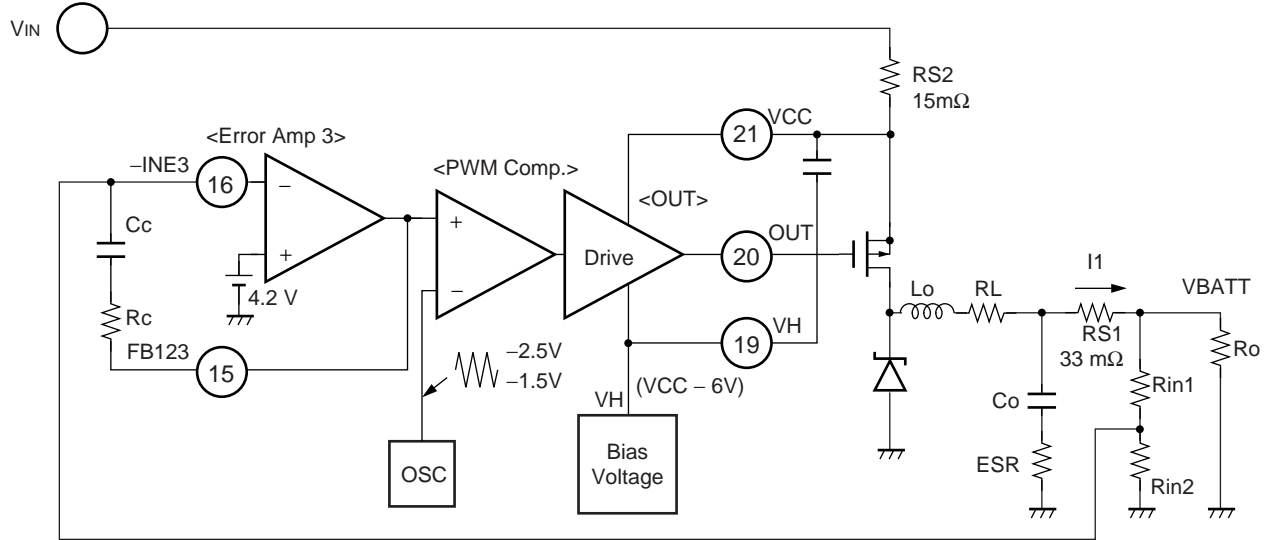 VIN
RS2
15mΩ
<Error Amp 3>
21
VCC
−INE3
16
−
+
4.2 V
<PWM Comp.>
+
−
<OUT>
Drive
20
OUT
Cc
Rc
FB123
15
−2.5V
−1.5V
19
VH
VH
(VCC − 6V)
OSC
Bias
Voltage
Lo
RL
I1
RS1
33 mΩ
VBATT
Ro
Rin1
Co
ESR
Rin2